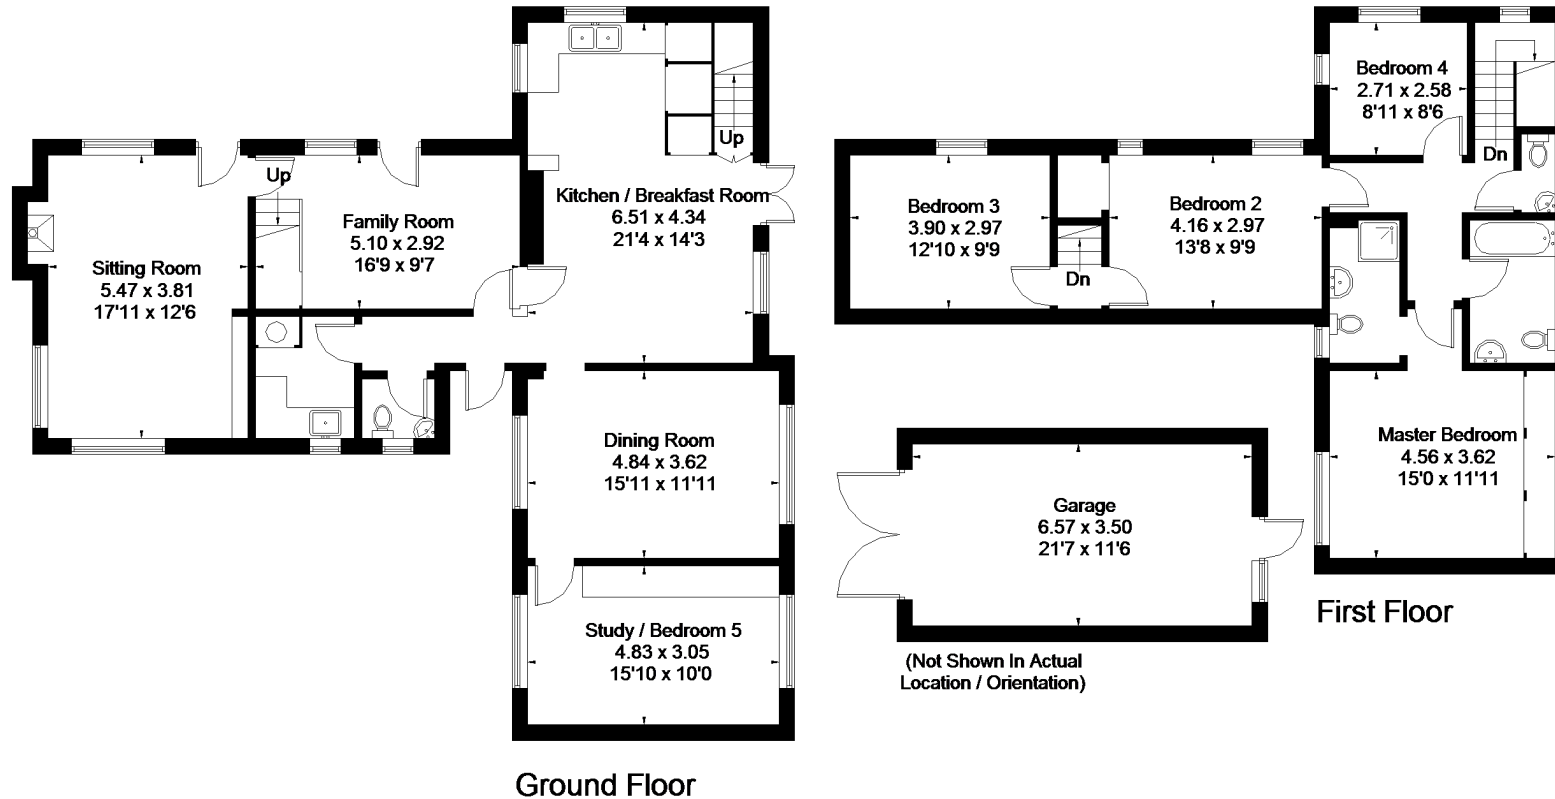 Up
Kitchen / Breakfast Room
6.51 x 4.34
21'4 x 14'3
Up
Family Room
5.10 x 2.92
16'9 x 9'7
Sitting Room
5.47 x 3.81
17'11 x 12'6
Dining Room
4.84 x 3.62
15'11 x 11'11
Study / Bedroom 5
4.83 x 3.05
15'10 x 10'0
Ground Floor
Bedroom 4
2.71 x 2.58
8'11 x 8'6
Dn
Bedroom 3
3.90 x 2.97
12'10 x 9'9
Bedroom 2
4.16 x 2.97
13'8 x 9'9
Dn
Master Bedroom
4.56 x 3.62
15'0 x 11'11
First Floor
Garage
6.57 x 3.50
21'7 x 11'6
(Not Shown In Actual
Location / Orientation)